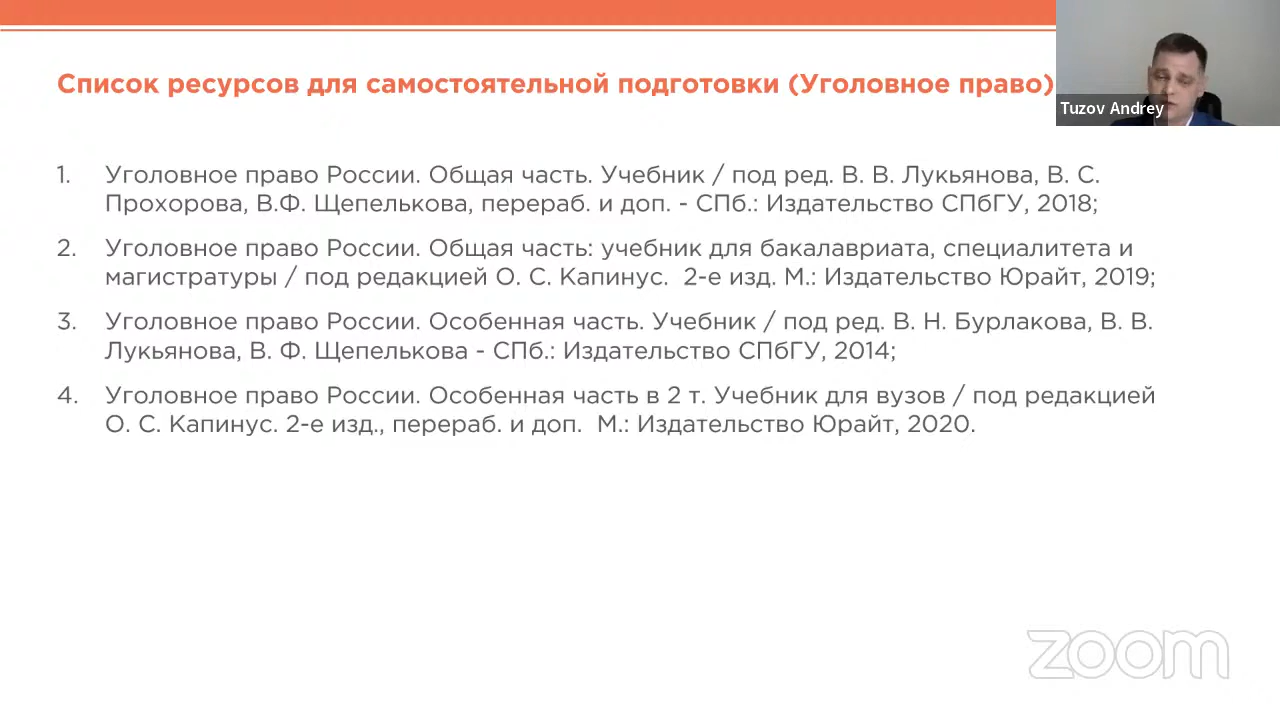 Список ресурсов для самостоятельной подготовки (Уголовное право)
Tuzov Andrey
1. Уголовное право России. Общая часть. Учебник / под ред. В. В. Лукьянова, В. С.
Прохорова, В.Ф. Щепелькова, перераб. и доп. - СПб.: Издательство СПбГУ, 2018;
2. Уголовное право России. Общая часть: учебник для бакалавриата, специалитета и
магистратуры / под редакцией О. С. Капинус.  2-е изд. М.: Издательство Юрайт, 2019;
3. Уголовное право России. Особенная часть. Учебник / под ред. В. Н. Бурлакова, В. В.
Лукьянова, В. Ф. Щепелькова - СПб.: Издательство СПбГУ, 2014;
4. Уголовное право России. Особенная часть в 2 т. Учебник для вузов / под редакцией
О. С. Капинус. 2-е изд., перераб. и доп.  М.: Издательство Юрайт, 2020.
zoom